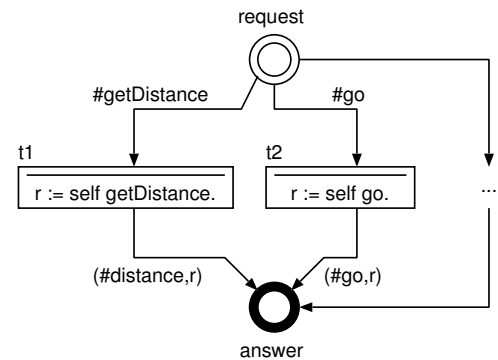 request
#getDistance
#go
t1
t2
r := self getDistance.
r := self go.
...
(#distance,r)
(#go,r)
answer